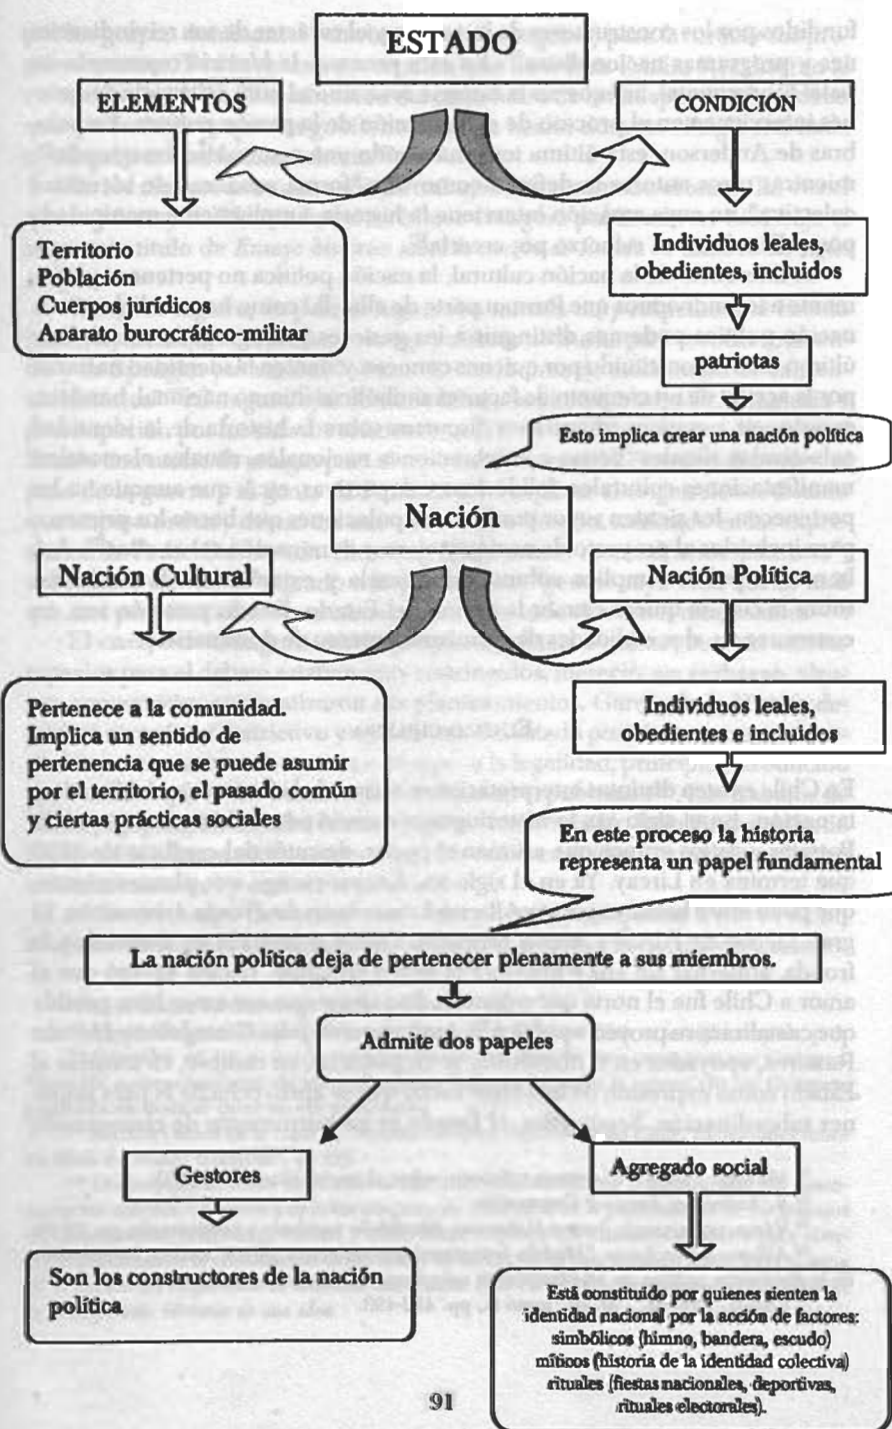 ESTADO
ELEMENTOS
CONDICIÓN
Territorio
Población
Cuerpos jurídicos
Aparato burocrático-militar
Individuos leales,
obedientes, incluidos
patriotas
Esto implica crear una nación política
Nación
Nación Cultural
Nación Política
Pertenece a la comunidad.
Implica un sentido de
pertenencia que se puede asumir
por el territorio, el pasado común
y ciertas prácticas sociales
Individuos leales,
obedientes e incluidos
En este proceso la historia
representa un papel fundamental
La nación política deja de pertenecer plenamente a sus miembros.
Admite dos papeles
Gestores
Agregado social
Son los constructores de la nación
política
Está constituido por quienes sienten la
identidad nacional por la acción de factores:
simbólicos (himno, bandera, escudo)
míticos (historia de la identidad colectiva)
rituales (fiestas nacionales, deportivas,
rituales electorales).
91